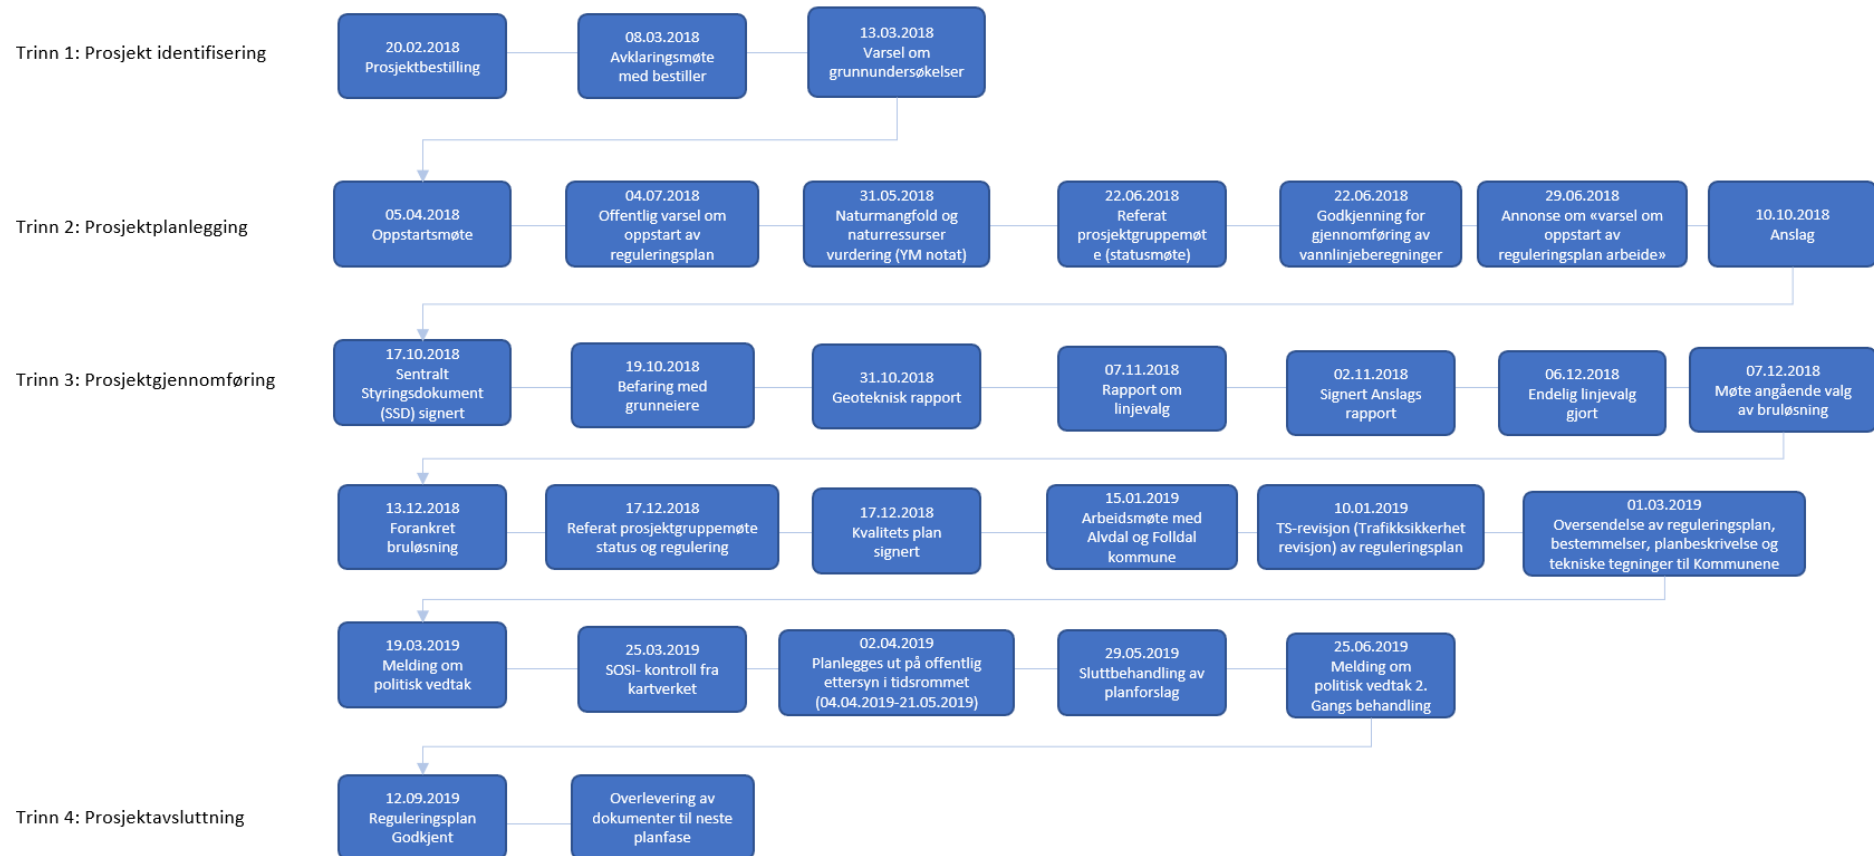 Trinn 1: Prosjekt identifisering
20.02.2018
Prosjektbestilling
08.03.2018
Avklaringsmøte
med bestiller
13.03.2018
Varsel om
grunnundersøkelser
Trinn 2: Prosjektplanlegging
05.04.2018
Oppstartsmøte
04.07.2018
Offentlig varsel om
oppstart av
reguleringsplan
31.05.2018
Naturmangfold og
naturressurser
vurdering (YM notat)
22.06.2018
Referat
prosjektgruppemøt
e (statusmøte)
22.06.2018
Godkjenning for
gjennomføring av
vannlinjeberegninger
29.06.2018
Annonse om «varsel om
oppstart av
reguleringsplan arbeide»
10.10.2018
Anslag
Trinn 3: Prosjektgjennomføring
17.10.2018
Sentralt
Styringsdokument
(SSD) signert
19.10.2018
Befaring med
grunneiere
31.10.2018
Geoteknisk rapport
07.11.2018
Rapport om
linjevalg
02.11.2018
Signert Anslags
rapport
06.12.2018
Endelig linjevalg
gjort
07.12.2018
Møte angående valg
av bruløsning
13.12.2018
Forankret
bruløsning
17.12.2018
Referat prosjektgruppemøte
status og regulering
17.12.2018
Kvalitets plan
signert
15.01.2019
Arbeidsmøte med
Alvdal og Folldal
kommune
10.01.2019
TS-revisjon (Trafikksikkerhet
revisjon) av reguleringsplan
01.03.2019
Oversendelse av reguleringsplan,
bestemmelser, planbeskrivelse og
tekniske tegninger til Kommunene
19.03.2019
Melding om
politisk vedtak
25.03.2019
SOSI- kontroll fra
kartverket
02.04.2019
Planlegges ut på offentlig
ettersyn i tidsrommet
(04.04.2019-21.05.2019)
29.05.2019
Sluttbehandling av
planforslag
25.06.2019
Melding om
politisk vedtak 2.
Gangs behandling
Trinn 4: Prosjektavsluttning
12.09.2019
Reguleringsplan
Godkjent
Overlevering av
dokumenter til neste
planfase